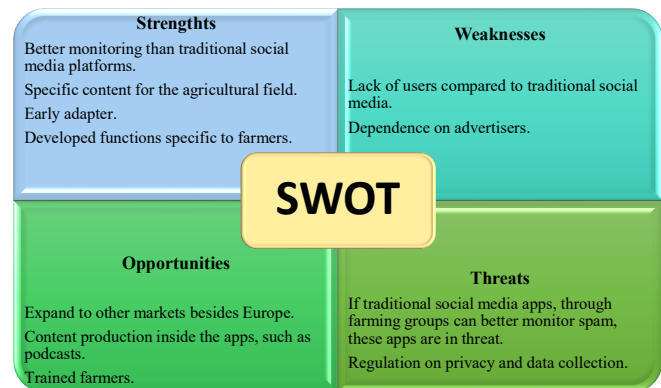 Strengthts
Better monitoring than traditional social
media platforms.
Specific content for the agricultural field.
Early adapter.
Developed functions specific to farmers.
Weaknesses
Lack of users compared to traditional social
media.
Dependence on advertisers.
SWOT
Opportunities
Expand to other markets besides Europe.
Content production inside the apps, such as
podcasts.
Trained farmers.
Threats
If traditional social media apps, through
farming groups can better monitor spam,
these apps are in threat.
Regulation on privacy and data collection.